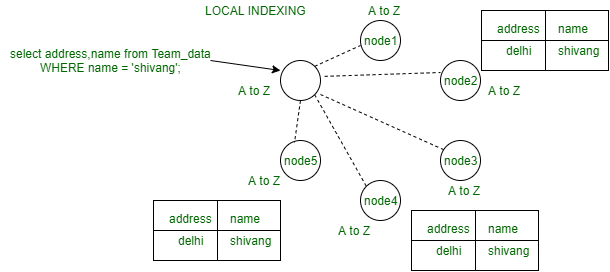 LOCAL INDEXING
A to Z
node1
address name
delhi shivang
select address,name from Team_data
WHERE name = 'shivang';
A to Z
node2
A to Z
node5
A to Z
node3
A to Z
node4
A to Z
address name
delhi shivang
address name
delhi shivang